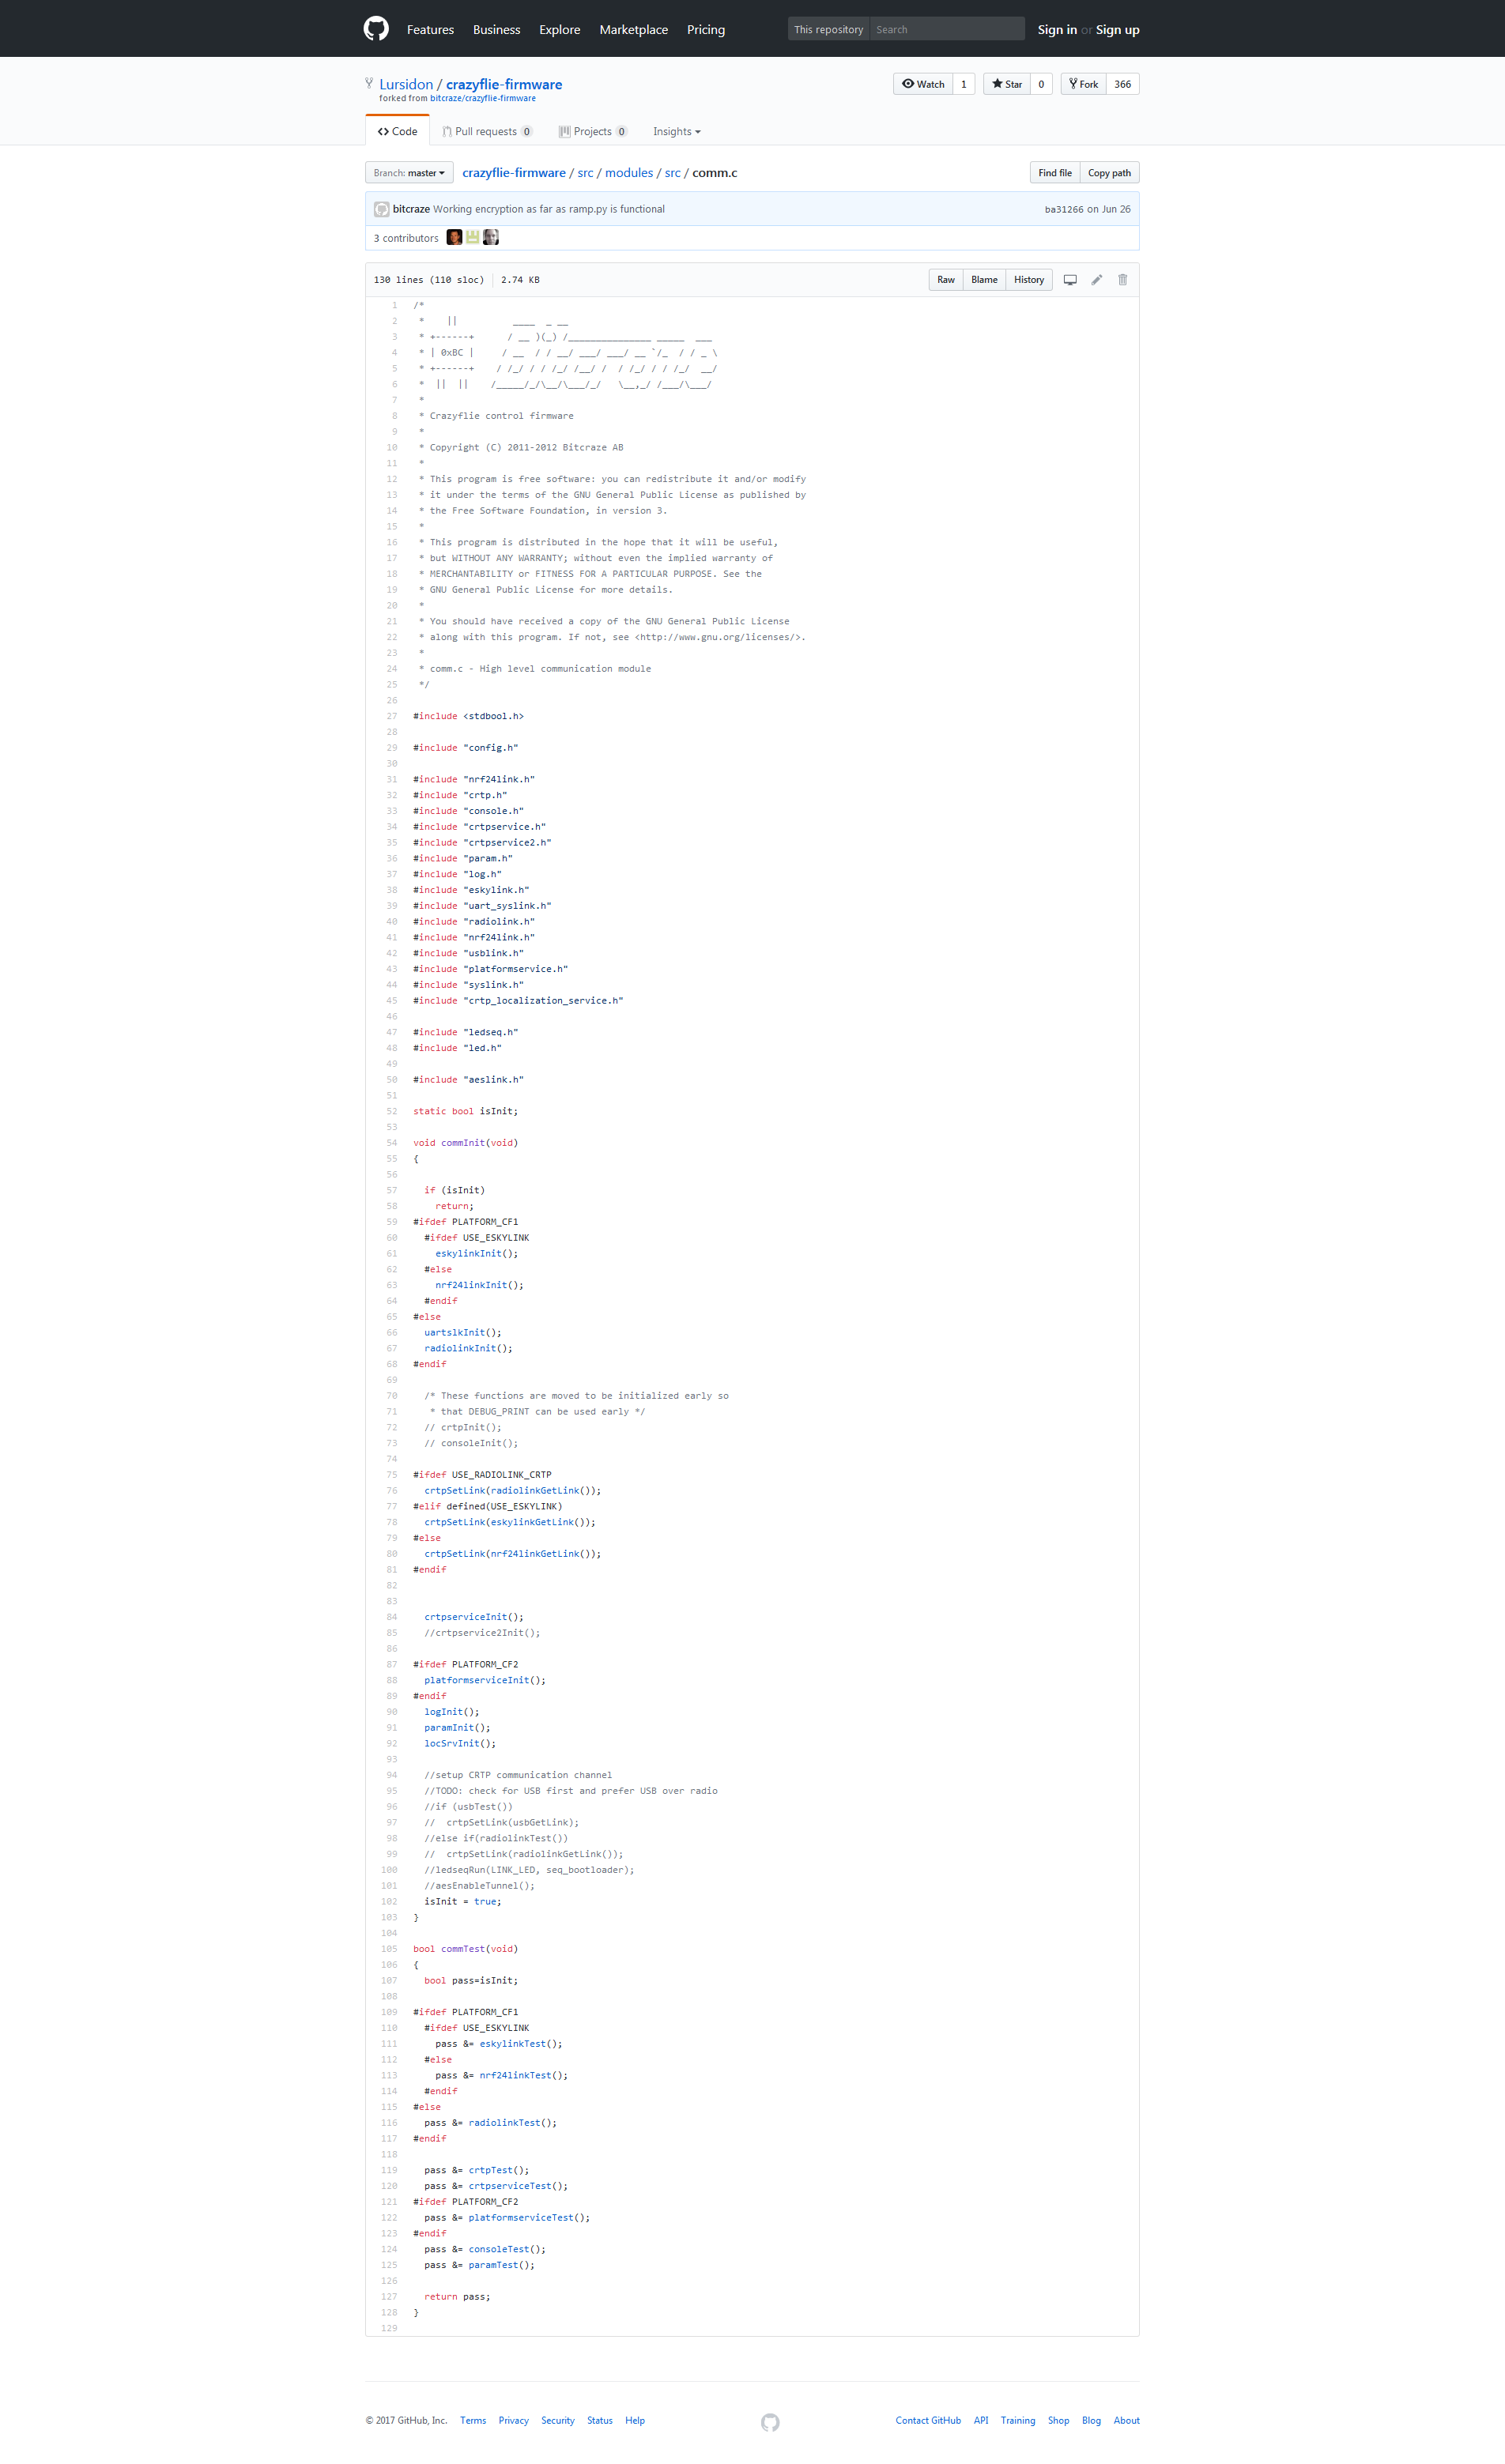 Features Business Explore Marketplace Pricing This repository Search Sign in or Sign up
Lursidon / crazyflie-firmware
forked from bitcraze/crazyflie-firmware
Watch 1 Star 0 Fork 366
Code Pull requests 0 Projects 0 Insights
Branch: master crazyflie-firmware / src / modules / src / comm.c Find file Copy path
bitcraze Working encryption as far as ramp.py is functional ba31266 on Jun 26
3 contributors
130 lines (110 sloc) 2.74 KB Raw Blame History
1 /*
2  *    ||          ____  _ __
3  * +------+      / __ )(_) /_______________ _____  ___
4  * | 0xBC |     / __  / / __/ ___/ ___/ __ `/_  / / _ \
5  * +------+    / /_/ / / /_/ /__/ /  / /_/ / / /_/  __/
6  *  ||  ||    /_____/_/\__/\___/_/   \__,_/ /___/\___/
7  *
8  * Crazyflie control firmware
9  *
10  * Copyright (C) 2011-2012 Bitcraze AB
11  *
12  * This program is free software: you can redistribute it and/or modify
13  * it under the terms of the GNU General Public License as published by
14  * the Free Software Foundation, in version 3.
15  *
16  * This program is distributed in the hope that it will be useful,
17  * but WITHOUT ANY WARRANTY; without even the implied warranty of
18  * MERCHANTABILITY or FITNESS FOR A PARTICULAR PURPOSE. See the
19  * GNU General Public License for more details.
20  *
21  * You should have received a copy of the GNU General Public License
22  * along with this program. If not, see <http://www.gnu.org/licenses/>.
23  *
24  * comm.c - High level communication module
25  */
26
27 #include <stdbool.h>
28
29 #include "config.h"
30
31 #include "nrf24link.h"
32 #include "crtp.h"
33 #include "console.h"
34 #include "crtpservice.h"
35 #include "crtpservice2.h"
36 #include "param.h"
37 #include "log.h"
38 #include "eskylink.h"
39 #include "uart_syslink.h"
40 #include "radiolink.h"
41 #include "nrf24link.h"
42 #include "usblink.h"
43 #include "platformservice.h"
44 #include "syslink.h"
45 #include "crtp_localization_service.h"
46
47 #include "ledseq.h"
48 #include "led.h"
49
50 #include "aeslink.h"
51
52 static bool isInit;
53
54 void commInit(void)
55 {
56
57   if (isInit)
58     return;
59 #ifdef PLATFORM_CF1
60   #ifdef USE_ESKYLINK
61     eskylinkInit();
62   #else
63     nrf24linkInit();
64   #endif
65 #else
66   uartslkInit();
67   radiolinkInit();
68 #endif
69
70   /* These functions are moved to be initialized early so
71    * that DEBUG_PRINT can be used early */
72   // crtpInit();
73   // consoleInit();
74
75 #ifdef USE_RADIOLINK_CRTP
76   crtpSetLink(radiolinkGetLink());
77 #elif defined(USE_ESKYLINK)
78   crtpSetLink(eskylinkGetLink());
79 #else
80   crtpSetLink(nrf24linkGetLink());
81 #endif
82
83
84   crtpserviceInit();
85   //crtpservice2Init();
86
87 #ifdef PLATFORM_CF2
88   platformserviceInit();
89 #endif
90   logInit();
91   paramInit();
92   locSrvInit();
93
94   //setup CRTP communication channel
95   //TODO: check for USB first and prefer USB over radio
96   //if (usbTest())
97   //  crtpSetLink(usbGetLink);
98   //else if(radiolinkTest())
99   //  crtpSetLink(radiolinkGetLink());
100   //ledseqRun(LINK_LED, seq_bootloader);
101   //aesEnableTunnel();
102   isInit = true;
103 }
104
105 bool commTest(void)
106 {
107   bool pass=isInit;
108
109 #ifdef PLATFORM_CF1
110   #ifdef USE_ESKYLINK
111     pass &= eskylinkTest();
112   #else
113     pass &= nrf24linkTest();
114   #endif
115 #else
116   pass &= radiolinkTest();
117 #endif
118
119   pass &= crtpTest();
120   pass &= crtpserviceTest();
121 #ifdef PLATFORM_CF2
122   pass &= platformserviceTest();
123 #endif
124   pass &= consoleTest();
125   pass &= paramTest();
126
127   return pass;
128 }
129
© 2017 GitHub, Inc. Terms Privacy Security Status Help Contact GitHub API Training Shop Blog About